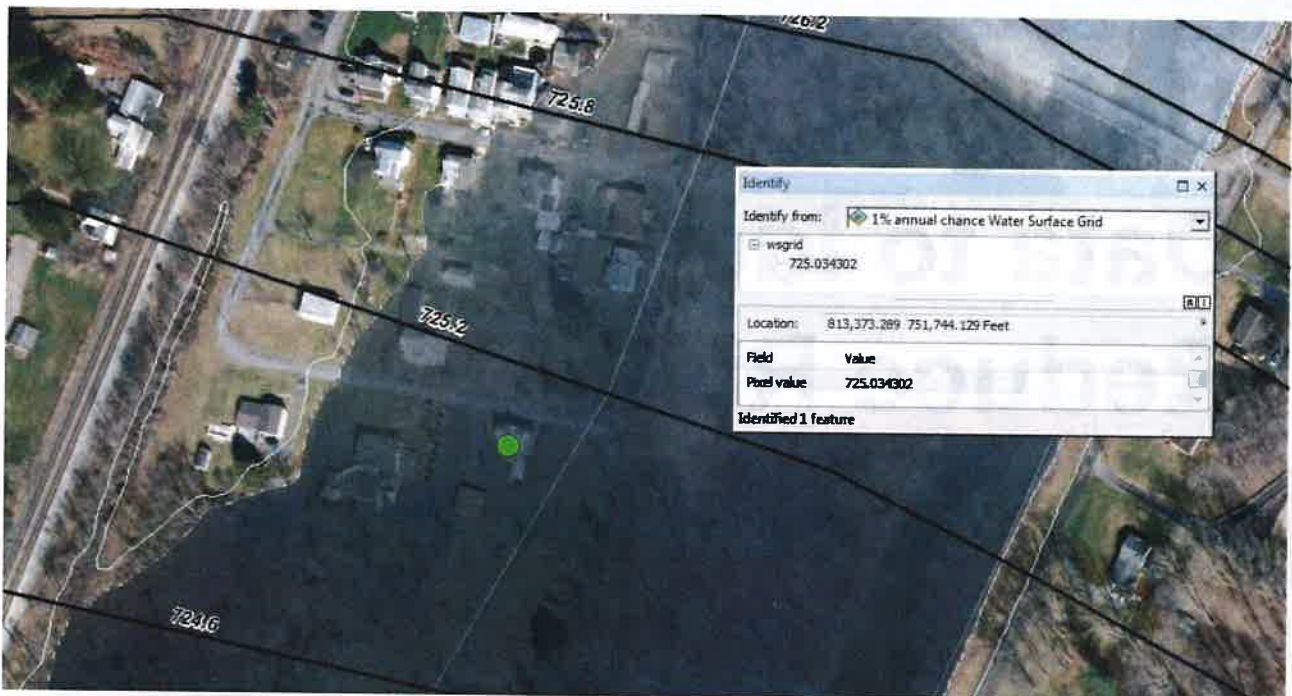 726.2
725.8
Identify
Identify from: 1% annual chance Water Surface Grid
wsgrid
725.034302
Location: 813,373.289 751,744.129 Feet
Field Value
Pixel value 725.034302
Identified 1 feature
725.2
724.6